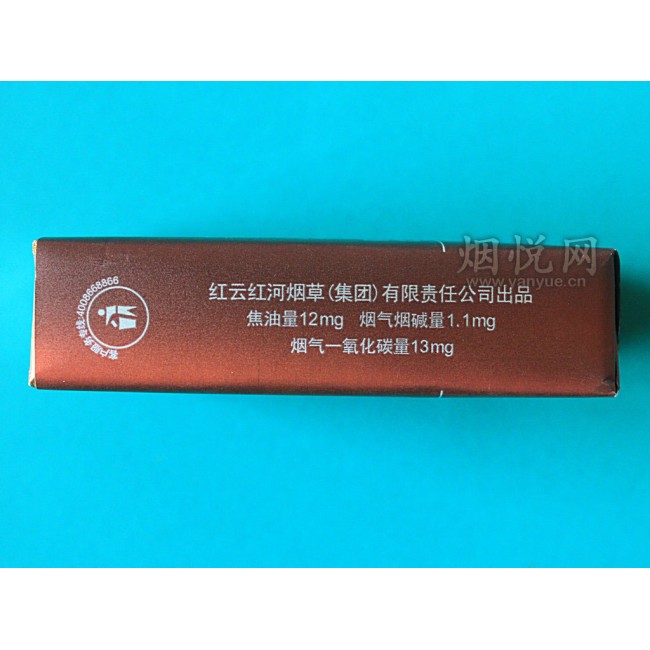 红云红河烟草(集团)有限责任公司出品
焦油量12mg 烟气烟碱量1.1mg
烟气一氧化碳量13mg
客户服务专线:4008668866
烟悦网
www.yanyue.cn